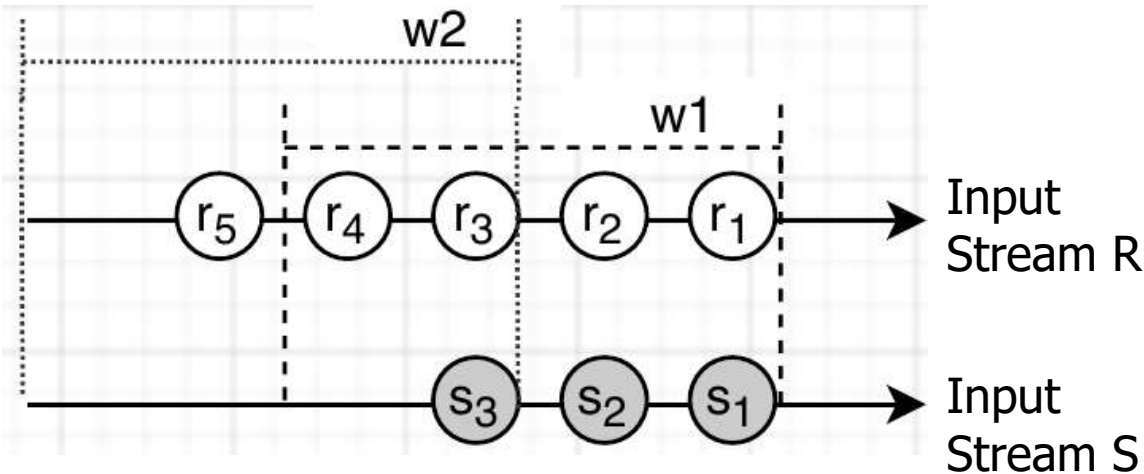 w2
w1
r5 r4 r3 r2 r1
Input
Stream R
s3 s2 s1
Input
Stream S